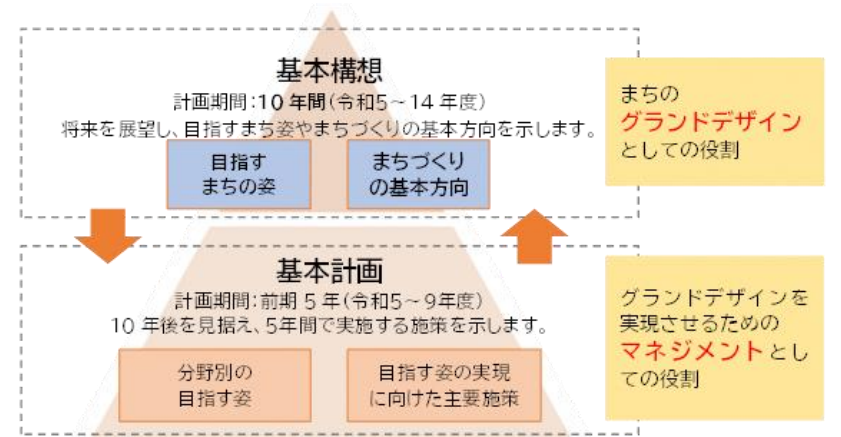 基本構想
計画期間：10年間（令和5～14年度）
将来を展望し、目指すまち姿やまちづくりの基本方向を示します。
目指す
まちの姿
まちづくり
の基本方向
まちの
グランドデザイン
としての役割
基本計画
計画期間：前期5年（令和5～9年度）
10年後を見据え、5年間で実施する施策を示します。
分野別の
目指す姿
目指す姿の実現
に向けた主要施策
グランドデザインを
実現させるための
マネジメントとし
ての役割